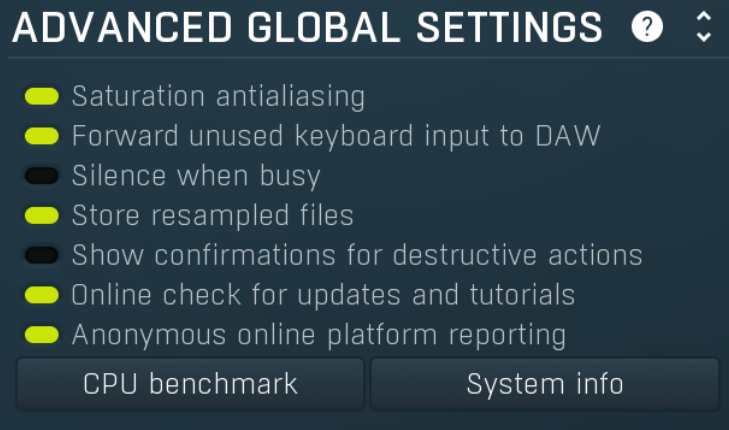 ADVANCED GLOBAL SETTINGS ?
Saturation antialiasing
Forward unused keyboard input to DAW
Silence when busy
Store resampled files
Show confirmations for destructive actions
Online check for updates and tutorials
Anonymous online platform reporting
CPU benchmark System info